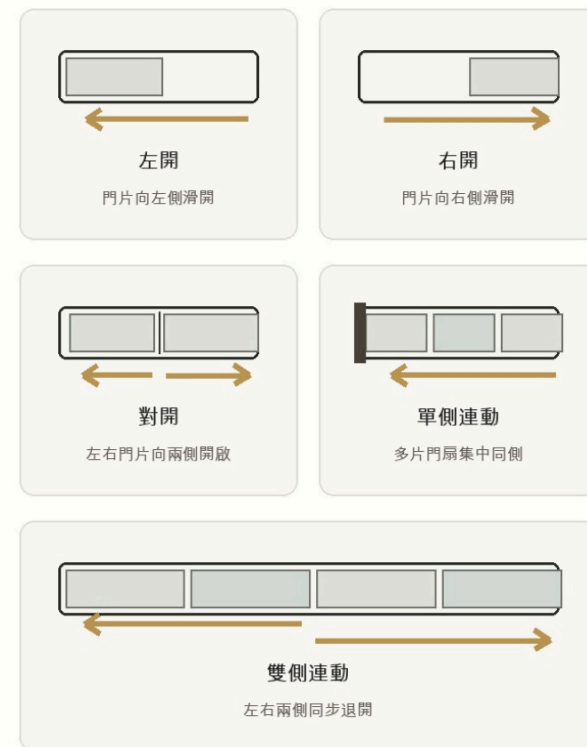 左開
門片向左側滑開
右開
門片向右側滑開
對開
左右門片向兩側開啟
單側連動
多片門扇集中同側
雙側連動
左右兩側同步退開